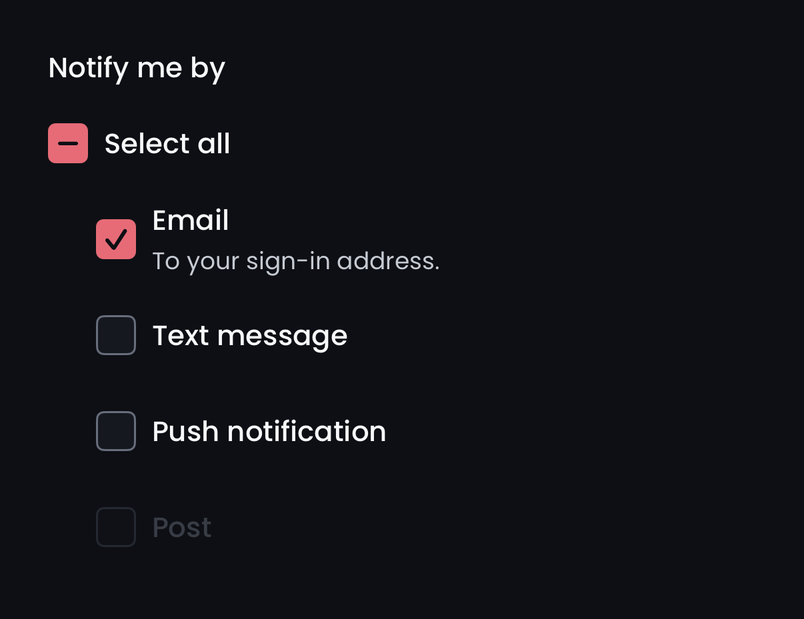 Notify me by
Select all
Email
To your sign-in address.
Text message
Push notification
Post